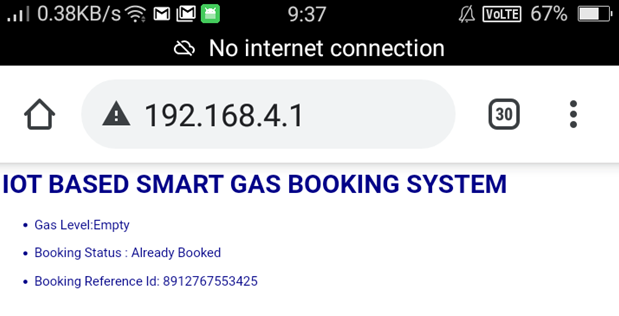 0.38KB/s 9:37 VoLTE 67%
No internet connection
192.168.4.1 30
IOT BASED SMART GAS BOOKING SYSTEM
• Gas Level:Empty
• Booking Status : Already Booked
• Booking Reference Id: 8912767553425